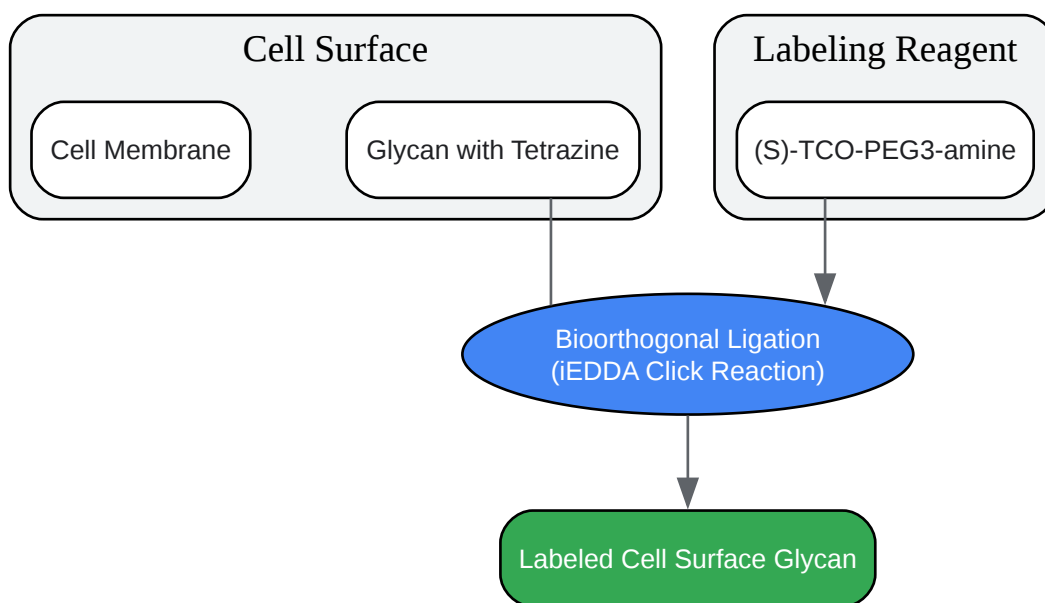 Cell Surface
Labeling Reagent
Cell Membrane
Glycan with Tetrazine
(S)-TCO-PEG3-amine
Bioorthogonal Ligation
(iEDDA Click Reaction)
Labeled Cell Surface Glycan